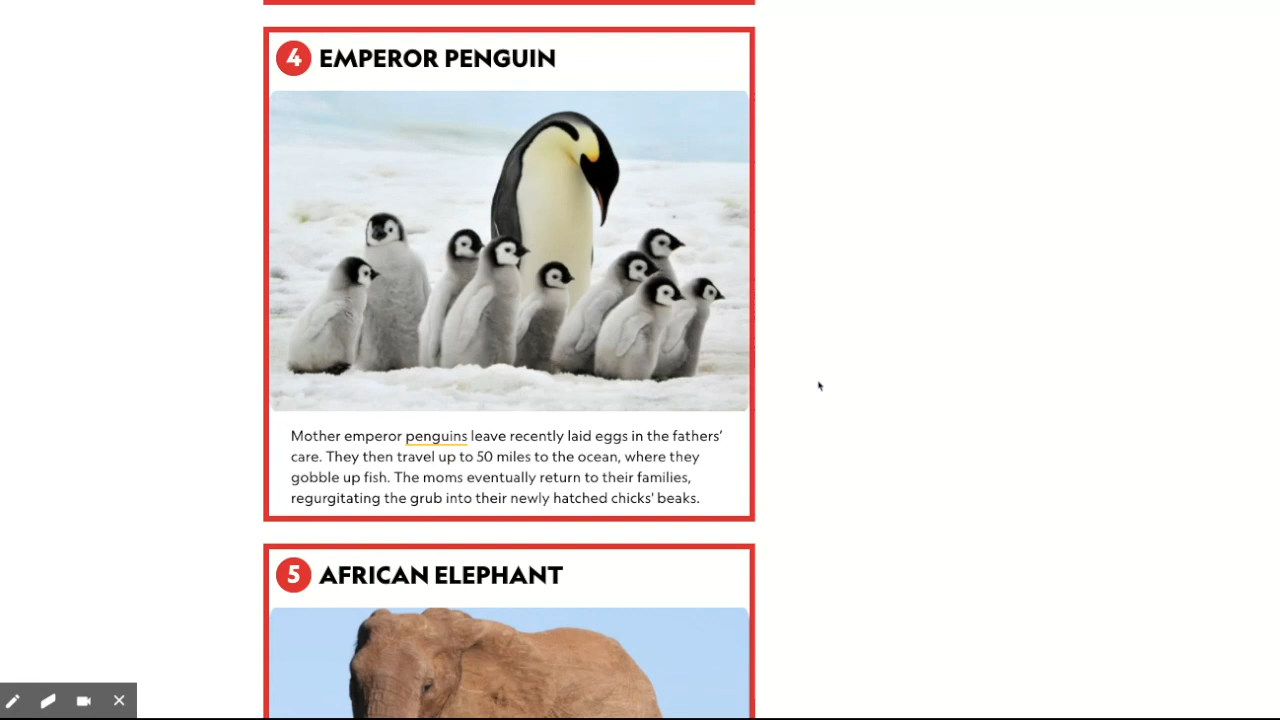 4 EMPEROR PENGUIN
Mother emperor penguins leave recently laid eggs in the fathers’
care. They then travel up to 50 miles to the ocean, where they
gobble up fish. The moms eventually return to their families,
regurgitating the grub into their newly hatched chicks' beaks.
5 AFRICAN ELEPHANT